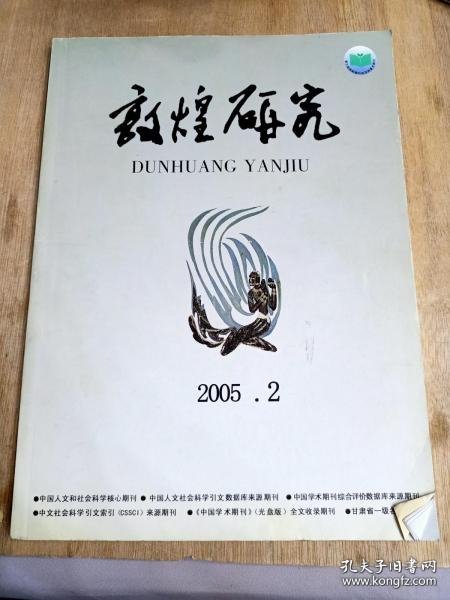 敦煌研究
DUNHUANG YANJIU
2005 . 2
●中国人文和社会科学核心期刊 ●中国人文社会科学引文数据库来源期刊 ●中国学术期刊综合评价数据库来源期刊
●中文社会科学引文索引(CSSCI)来源期刊 ●《中国学术期刊》(光盘版)全文收录期刊 ●甘肃省一级
孔夫子旧书网
www.kongfz.com